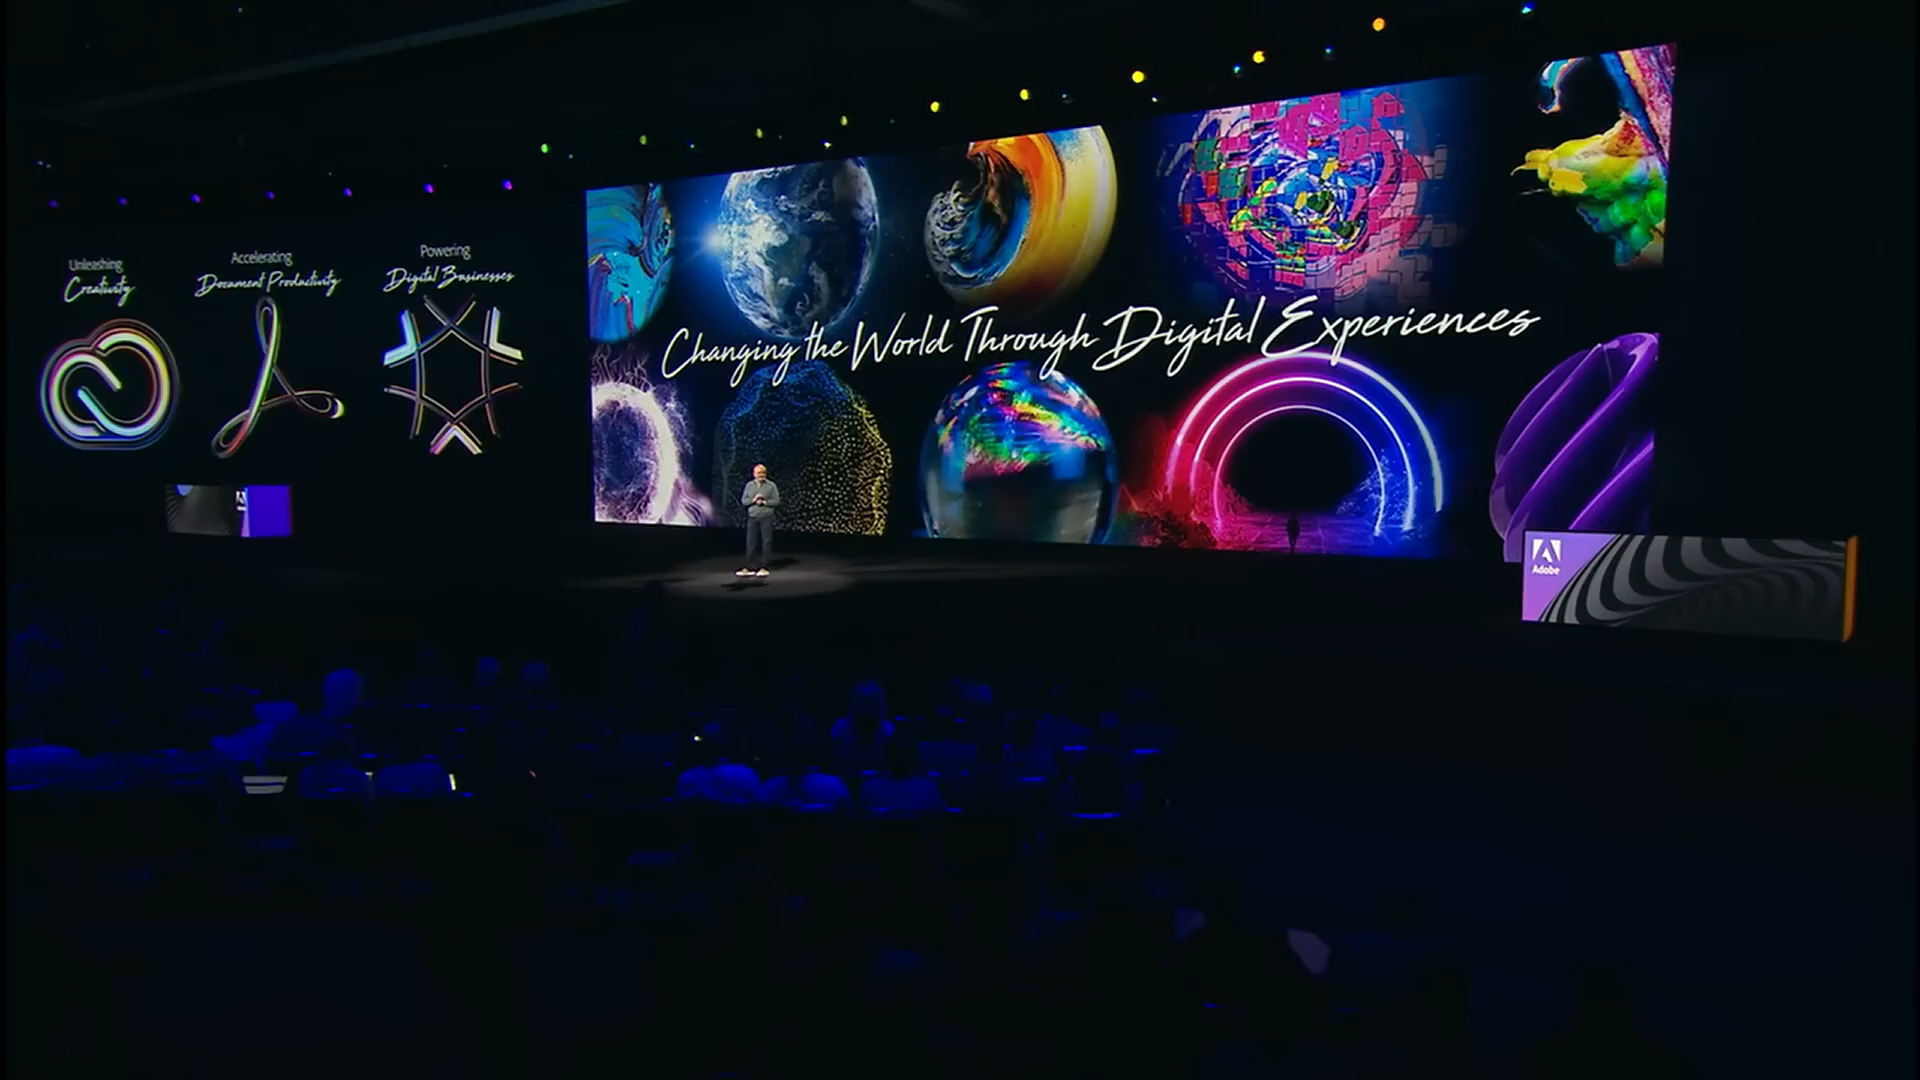 Unleashing
Creativity
Accelerating
Document Productivity
Powering
Digital Businesses
Changing the World Through Digital Experiences
Adobe